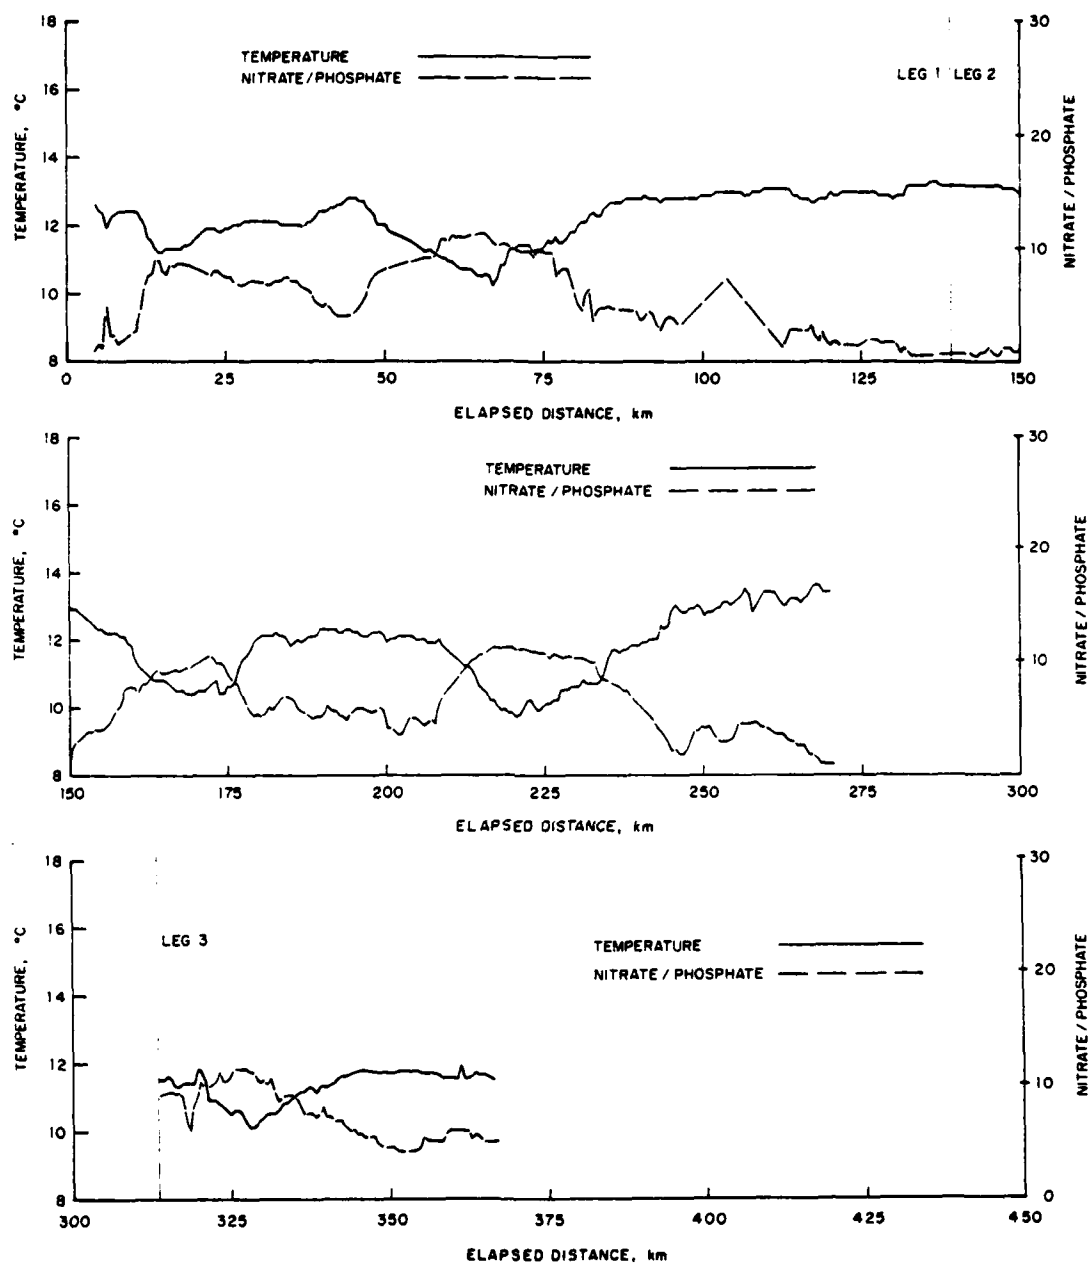 18
16
14
12
10
8
TEMPERATURE, °C
TEMPERATURE
NITRATE/PHOSPHATE
LEG 1 LEG 2
30
20
10
NITRATE/PHOSPHATE
0 25 50 75 100 125 150
ELAPSED DISTANCE, km
18
16
14
12
10
8
TEMPERATURE, °C
TEMPERATURE
NITRATE / PHOSPHATE
30
20
10
NITRATE/PHOSPHATE
150 175 200 225 250 275 300
ELAPSED DISTANCE, km
18
16
14
12
10
8
TEMPERATURE, °C
LEG 3
TEMPERATURE
NITRATE / PHOSPHATE
30
20
10
0
NITRATE/PHOSPHATE
300 325 350 375 400 425 450
ELAPSED DISTANCE, km